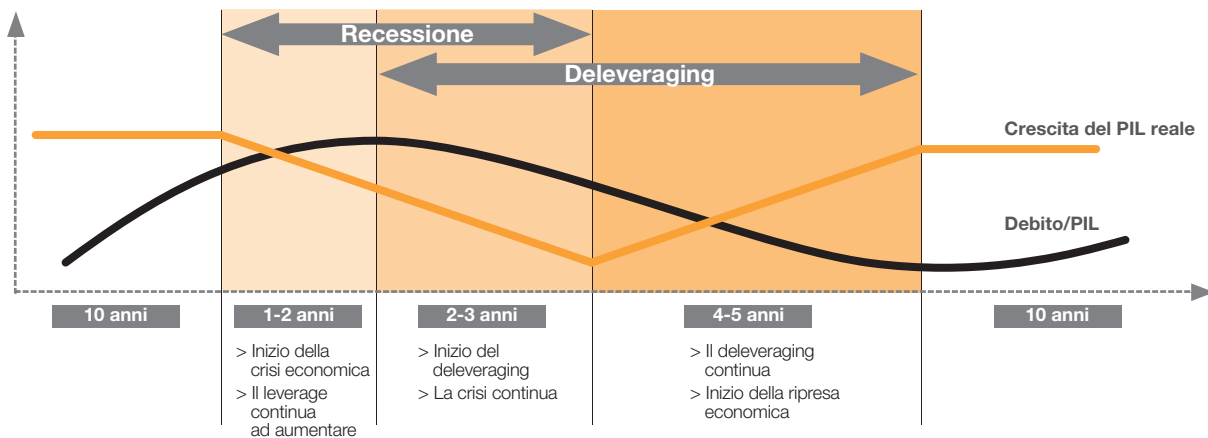 Recessione
Deleveraging
Crescita del PIL reale
Debito/PIL
10 anni
1-2 anni
2-3 anni
4-5 anni
10 anni
> Inizio della
crisi economica
> Il leverage
continua
ad aumentare
> Inizio del
deleveraging
> La crisi continua
> Il deleveraging
continua
> Inizio della ripresa
economica